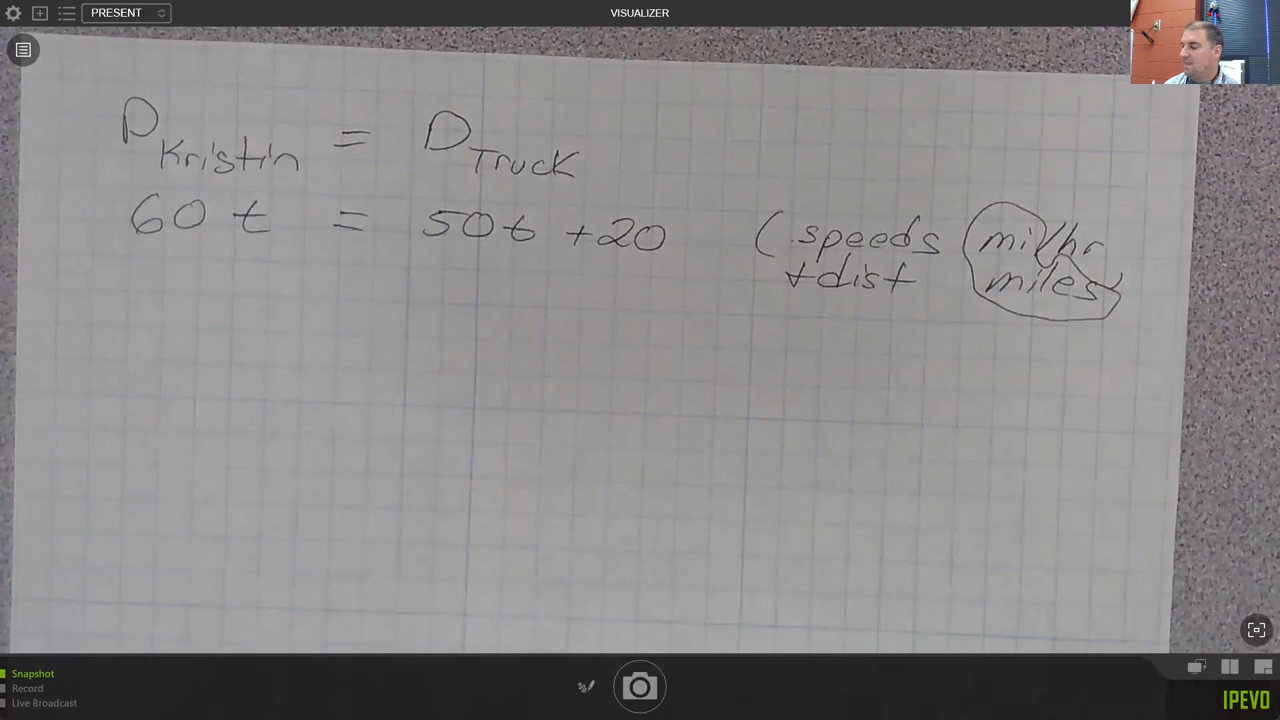 PRESENT
VISUALIZER
D Kristin = D Truck
60 t = 50t + 20 (speeds mi/hr
+ dist miles)
Snapshot
Record
Live Broadcast
IPEVO